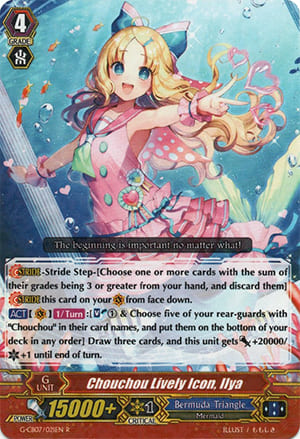 4
GRADE
The beginning is important no matter what!
STRIDE-Stride Step-[Choose one or more cards with the sum of
their grades being 3 or greater from your hand, and discard them]
STRIDE this card on your Ⓥ from face down.
ACT [Ⓥ] 1/Turn :[ ① & Choose five of your rear-guards with
"Chouchou" in their card names, and put them on the bottom of your
deck in any order] Draw three cards, and this unit gets +20000/
+1 until end of turn.
G
UNIT
Chouchou Lively Icon, Ilya
POWER
15000+
1
CRITICAL
Bermuda Triangle
Mermaid
G-CB07/021EN R
ILLUST /